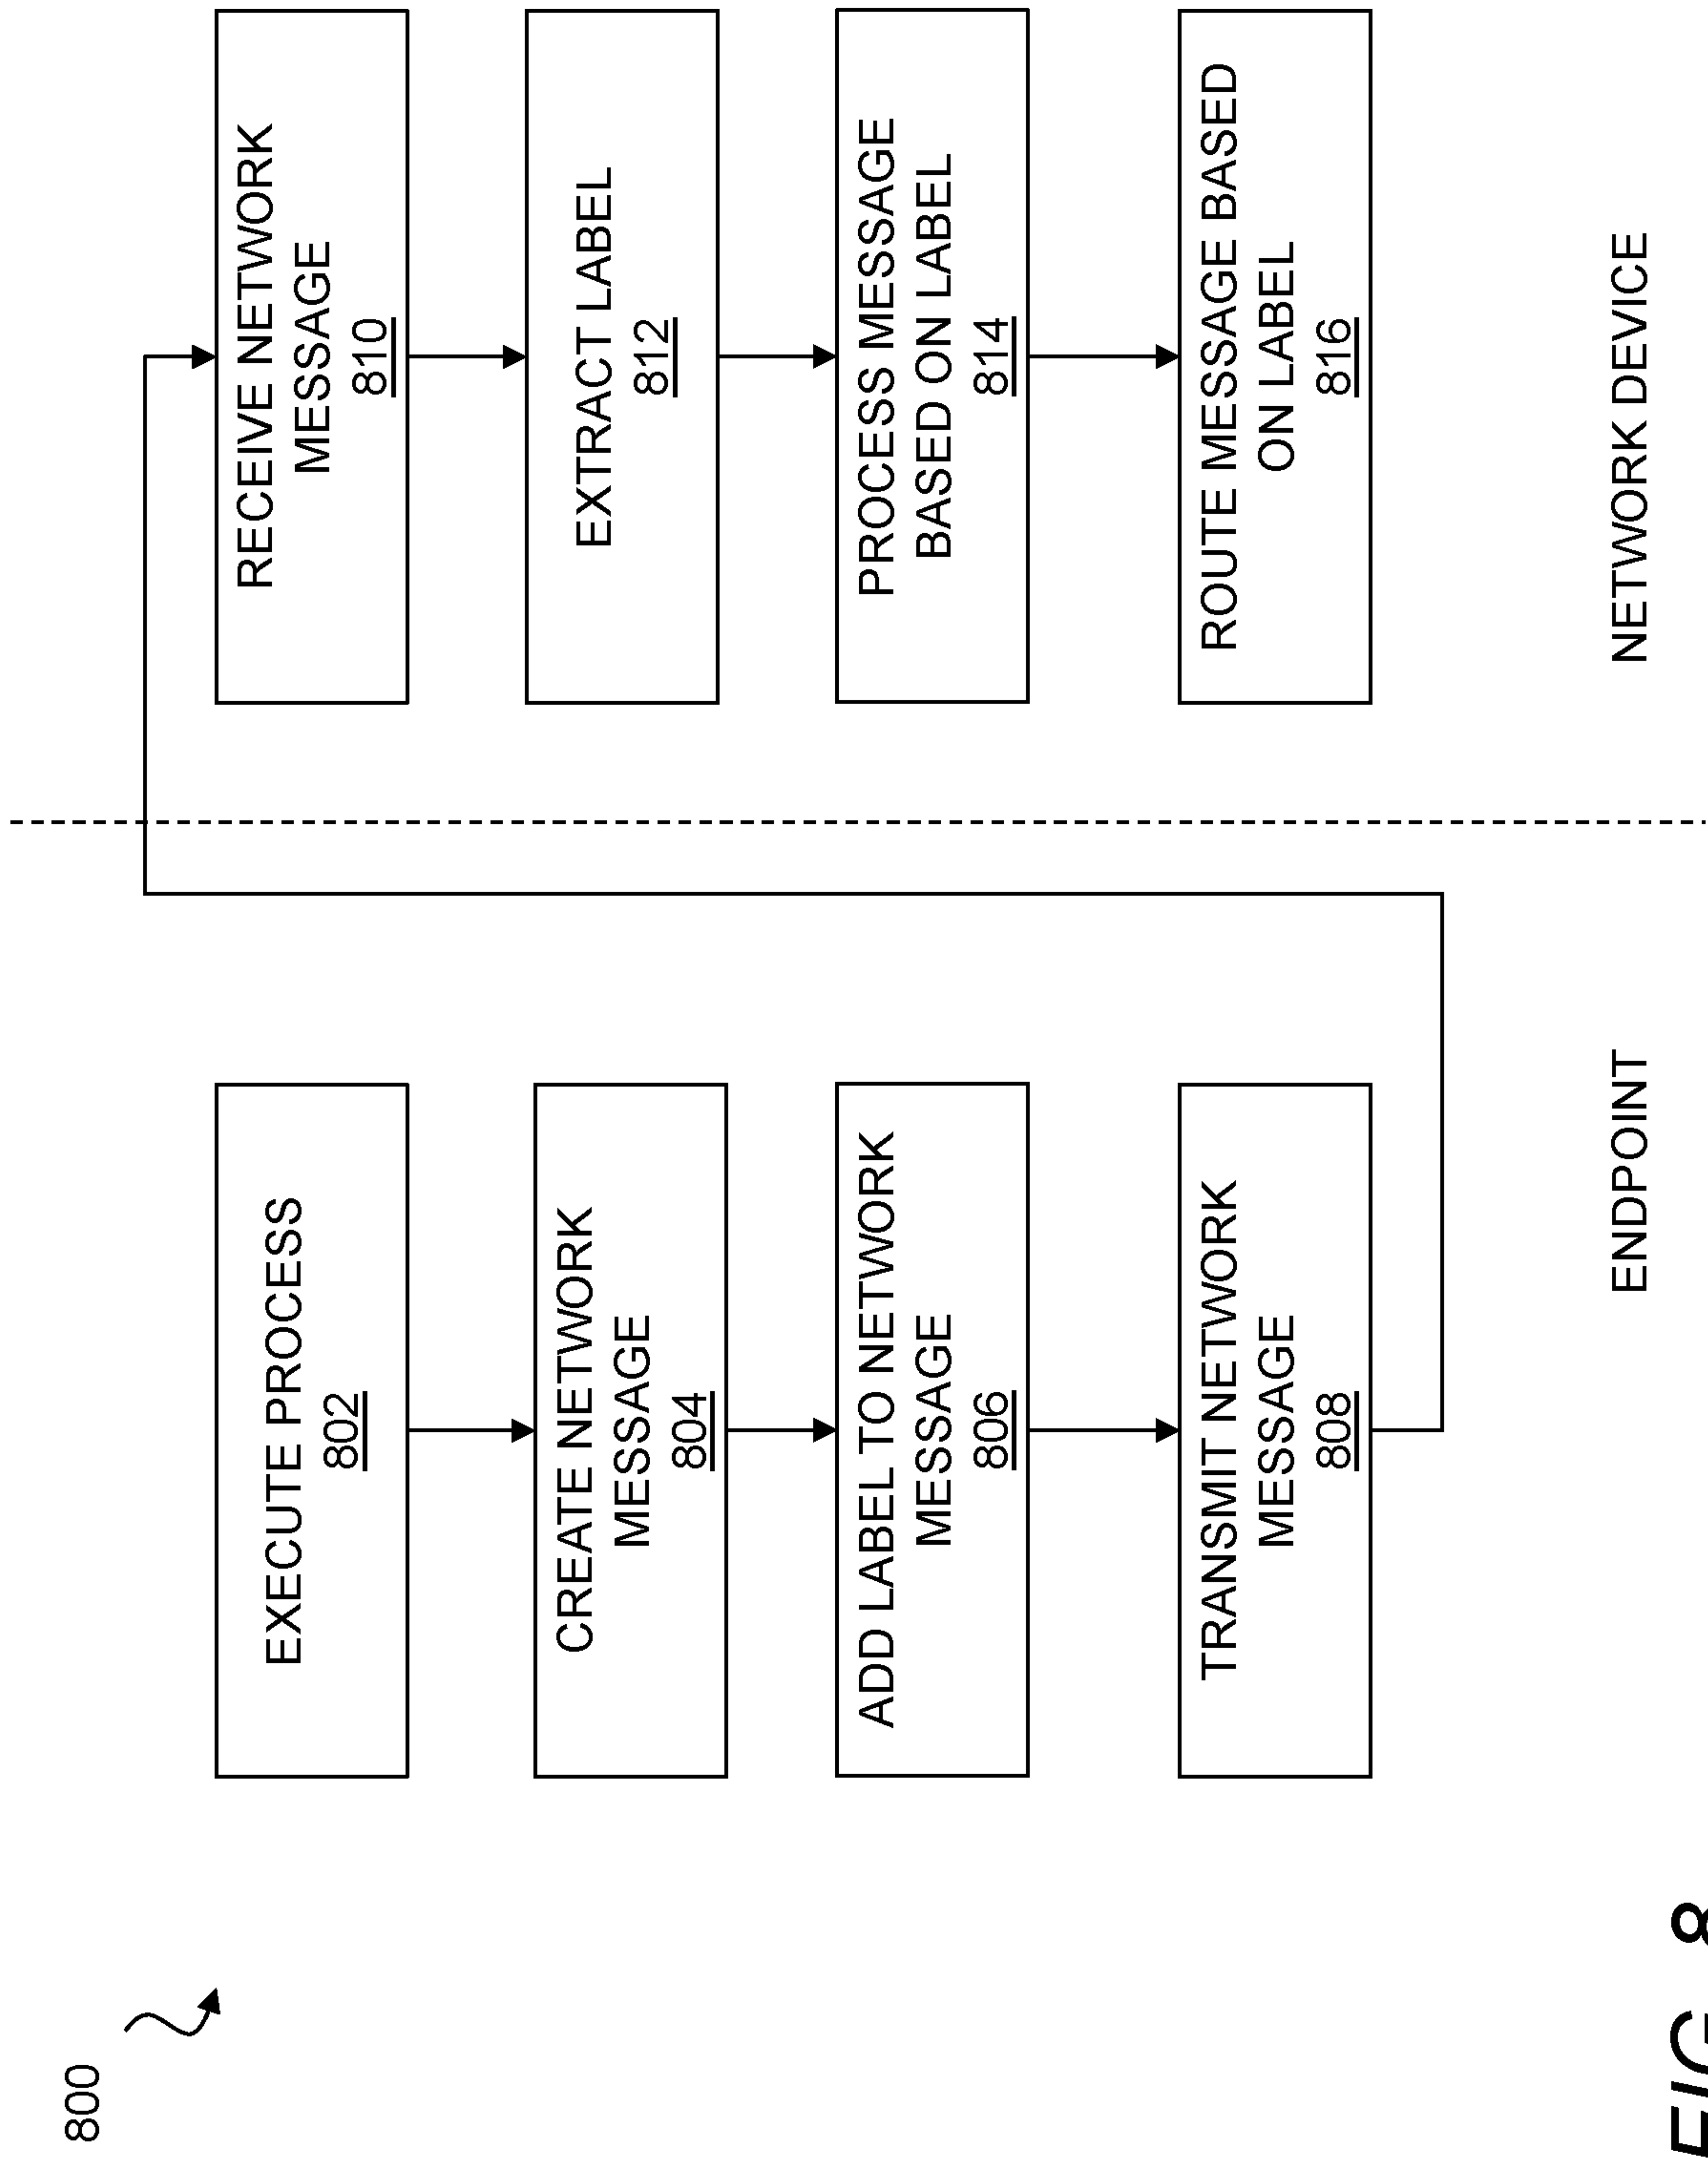 800
EXECUTE PROCESS
802
CREATE NETWORK
MESSAGE
804
ADD LABEL TO NETWORK
MESSAGE
806
TRANSMIT NETWORK
MESSAGE
808
ENDPOINT
RECEIVE NETWORK
MESSAGE
810
EXTRACT LABEL
812
PROCESS MESSAGE
BASED ON LABEL
814
ROUTE MESSAGE BASED
ON LABEL
816
NETWORK DEVICE
FIG. 8